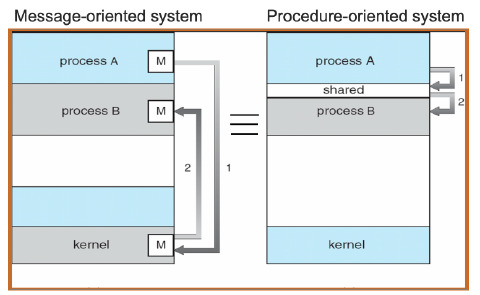 Message-oriented system
Procedure-oriented system
process A
M
process B
M
2
1
kernel
M
process A
1
shared
2
process B
kernel